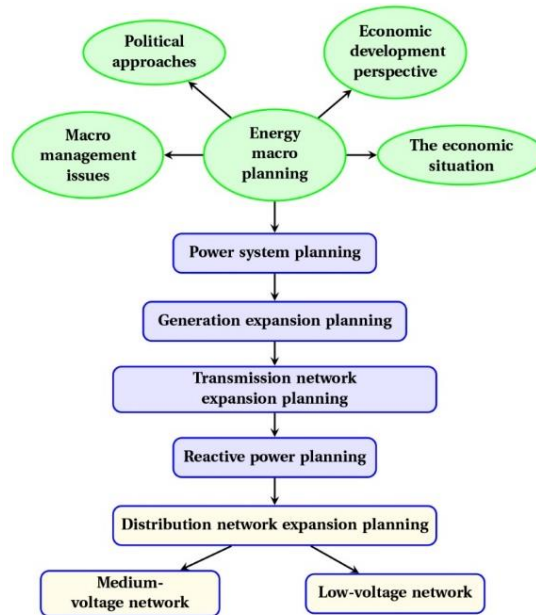 Political
approaches
Economic
development
perspective
Macro
management
issues
Energy
macro
planning
The economic
situation
Power system planning
Generation expansion planning
Transmission network
expansion planning
Reactive power planning
Distribution network expansion planning
Medium-
voltage network
Low-voltage network